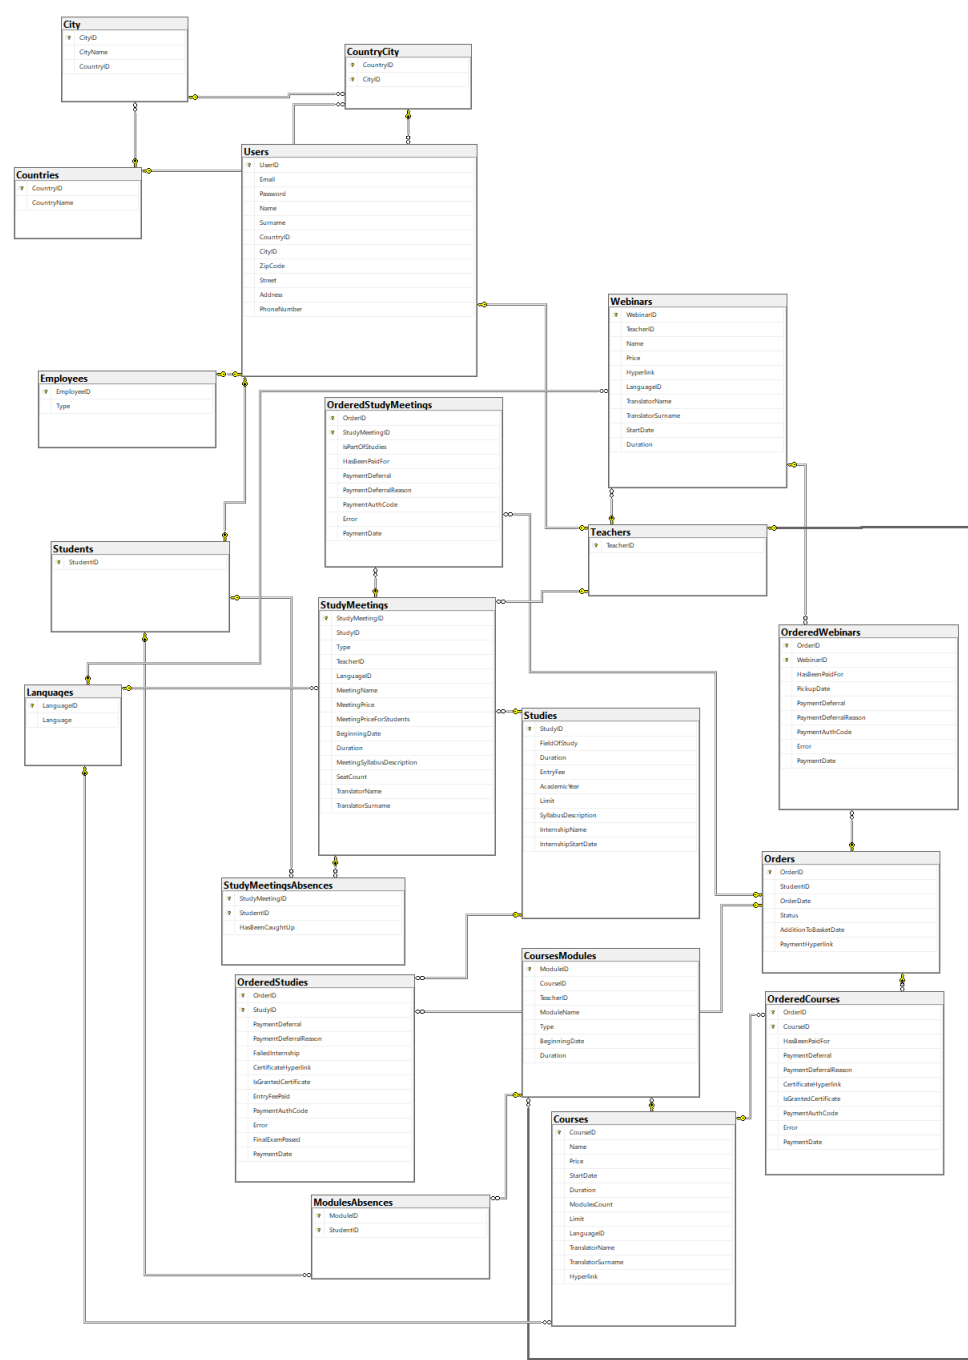 City
CityID
CityName
CountryID
CountryCity
CountryID
CityID
Countries
CountryID
CountryName
Users
UserID
Email
Password
Name
Surname
CountryID
CityID
ZipCode
Street
Address
PhoneNumber
Employees
EmployeeID
Type
Webinars
WebinarID
TeacherID
Name
Price
Hyperlink
LanguageID
TranslatorName
TranslatorSurname
StartDate
Duration
OrderedStudyMeetings
OrderID
StudyMeetingID
IsPartOfStudies
HasBeenPaidFor
PaymentDeferral
PaymentDeferralReason
PaymentAuthCode
Error
PaymentDate
Teachers
TeacherID
Students
StudentID
StudyMeetings
StudyMeetingID
StudyID
Type
TeacherID
LanguageID
MeetingName
MeetingPrice
MeetingPriceForStudents
BeginningDate
Duration
MeetingSyllabusDescription
SeatCount
TranslatorName
TranslatorSurname
OrderedWebinars
OrderID
WebinarID
HasBeenPaidFor
PickupDate
PaymentDeferral
PaymentDeferralReason
PaymentAuthCode
Error
PaymentDate
Languages
LanguageID
Language
Studies
StudyID
FieldOfStudy
Duration
EntryFee
AcademicYear
Limit
SyllabusDescription
InternshipName
InternshipStartDate
Orders
OrderID
StudentID
OrderDate
Status
AdditionToBasketDate
PaymentHyperlink
StudyMeetingsAbsences
StudyMeetingID
StudentID
HasBeenCaughtUp
CoursesModules
ModuleID
CourseID
TeacherID
ModuleName
Type
BeginningDate
Duration
OrderedStudies
OrderID
StudyID
PaymentDeferral
PaymentDeferralReason
FailedInternship
CertificateHyperlink
IsGrantedCertificate
EntryFeePaid
PaymentAuthCode
Error
FinalExamPassed
PaymentDate
OrderedCourses
OrderID
CourseID
HasBeenPaidFor
PaymentDeferral
PaymentDeferralReason
CertificateHyperlink
IsGrantedCertificate
PaymentAuthCode
Error
PaymentDate
Courses
CourseID
Name
Price
StartDate
Duration
ModulesCount
Limit
LanguageID
TranslatorName
TranslatorSurname
Hyperlink
ModulesAbsences
ModuleID
StudentID